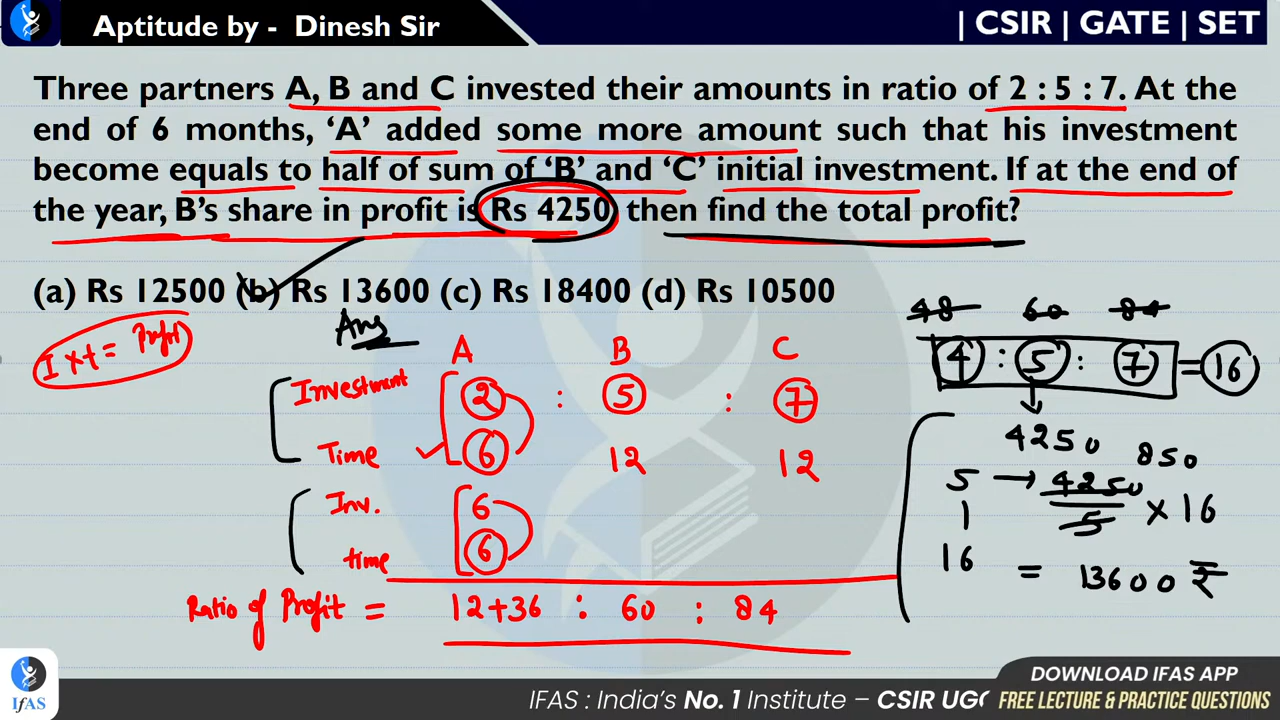 Aptitude by - Dinesh Sir
| CSIR | GATE | SET
Three partners A, B and C invested their amounts in ratio of 2 : 5 : 7. At the
end of 6 months, ‘A’ added some more amount such that his investment
become equals to half of sum of ‘B’ and ‘C’ initial investment. If at the end of
the year, B’s share in profit is Rs 4250, then find the total profit?
(a) Rs 12500 (b) Rs 13600 (c) Rs 18400 (d) Rs 10500
I x t = Profit
Ans
A B C
Investment 2 : 5 : 7
Time 6 12 12
Inv. 6
time 6
Ratio of Profit = 12+36 : 60 : 84
48 60 84
4 : 5 : 7 = 16
4250
850
5 → 4250
1 5 × 16
16 = 13600 ₹
IFAS
IFAS: India’s No. 1 Institute – CSIR UGC
DOWNLOAD IFAS APP
FREE LECTURE & PRACTICE QUESTIONS